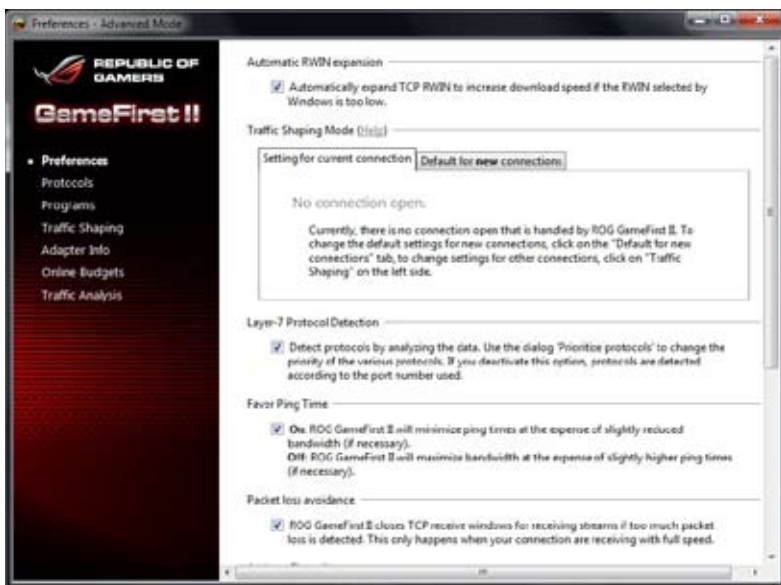 Preferences - Advanced Mode
REPUBLIC OF
GAMERS
GameFirst II
Preferences
Protocols
Programs
Traffic Shaping
Adapter Info
Online Budgets
Traffic Analysis
Automatic RWIN expansion
Automatically expand TCP RWIN to increase download speed if the RWIN selected by
Windows is too low.
Traffic Shaping Mode (Help)
Setting for current connection
Default for new connections
No connection open.
Currently, there is no connection open that is handled by ROG GameFirst II. To
change the default settings for new connections, click on the "Default for new
connections" tab, to change settings for other connections, click on "Traffic
Shaping" on the left side.
Layer-7 Protocol Detection
Detect protocols by analyzing the data. Use the dialog 'Prioritize protocols' to change the
priority of the various protocols. If you deactivate this option, protocols are detected
according to the port number used.
Favor Ping Time
On: ROG GameFirst II will minimize ping times at the expense of slightly reduced
bandwidth (if necessary).
Off: ROG GameFirst II will maximize bandwidth at the expense of slightly higher ping times
(if necessary).
Packet loss avoidance
ROG GameFirst II closes TCP receive windows for receiving streams if too much packet
loss is detected. This only happens when your connection are receiving with full speed.